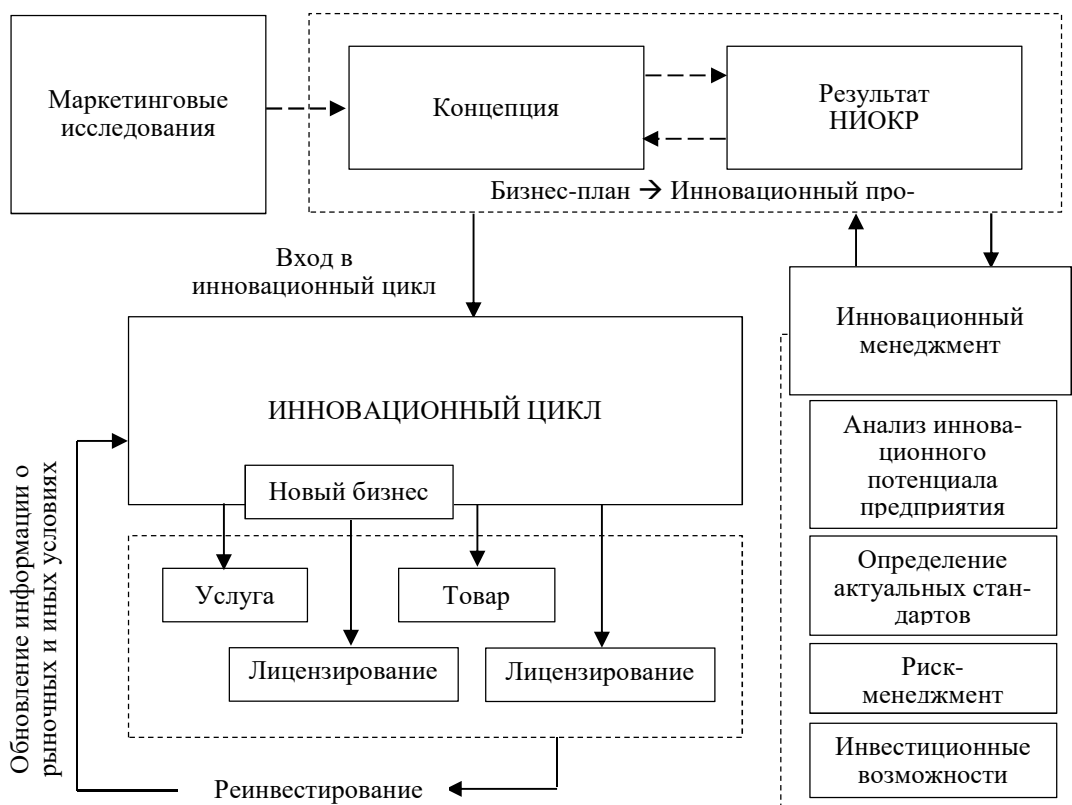 Маркетинговые
исследования
Концепция
Результат
НИОКР
Бизнес-план → Инновационный про-
Вход в
инновационный цикл
Инновационный
менеджмент
ИННОВАЦИОННЫЙ ЦИКЛ
Новый бизнес
Услуга
Товар
Лицензирование
Лицензирование
Реинвестирование
Обновление информации о
рыночных и иных условиях
Анализ иннова-
ционного
потенциала
предприятия
Определение
актуальных стан-
дартов
Риск-
менеджмент
Инвестиционные
возможности